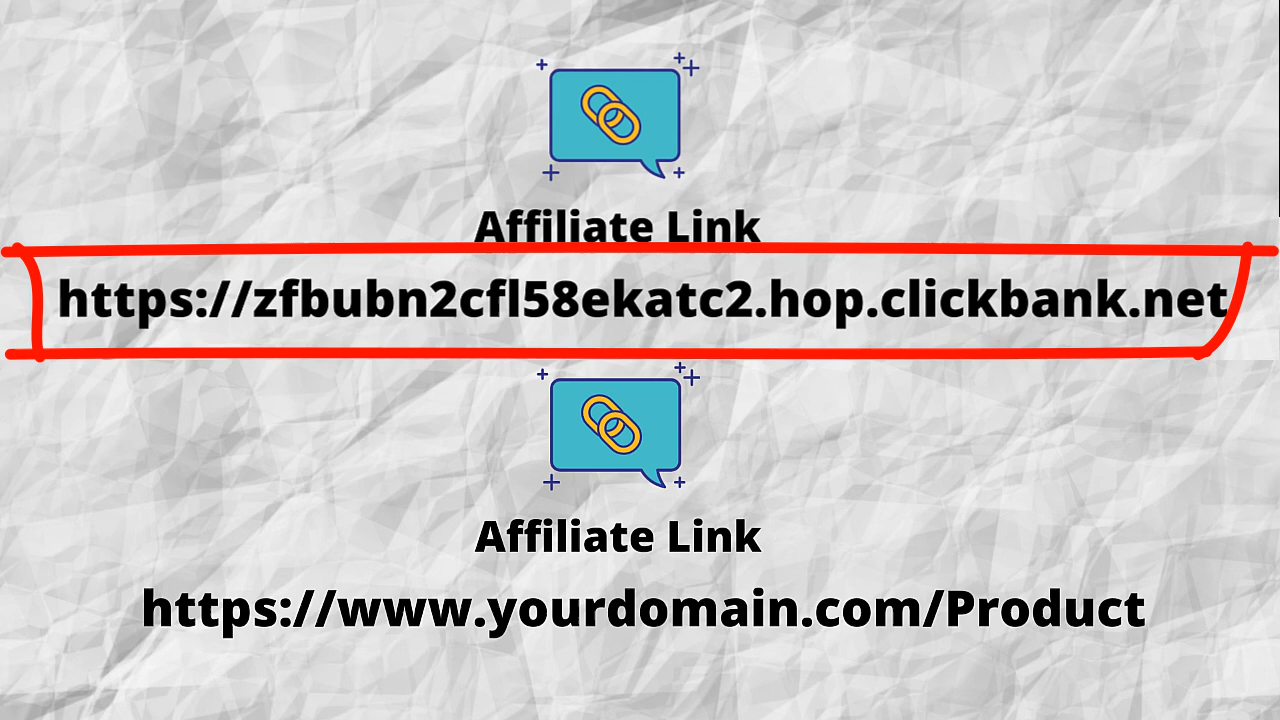 Affiliate Link
https://zfbubn2cfl58ekatc2.hop.clickbank.net
Affiliate Link
https://www.yourdomain.com/Product